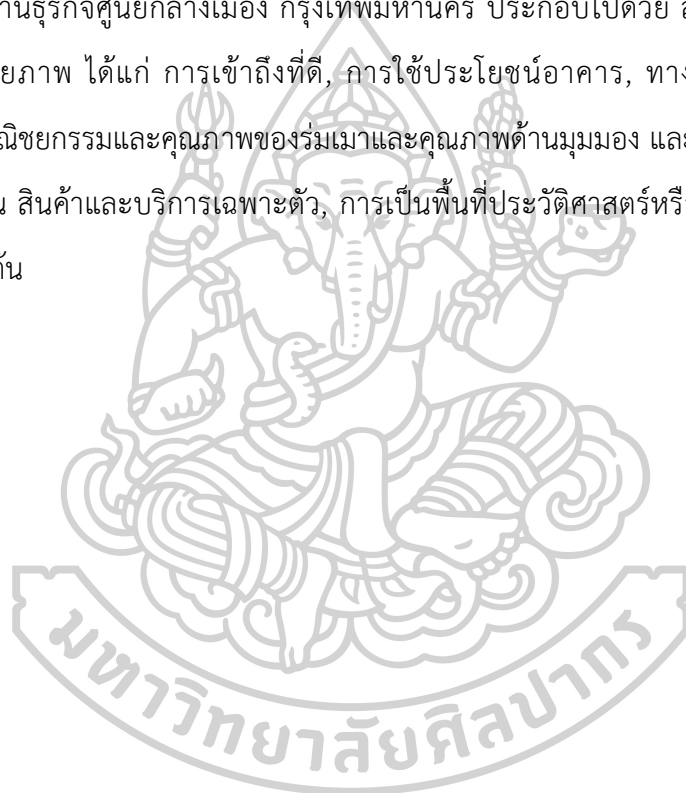 านธุรกิจศูนย์กลางเมือง กรุงเทพมหานคร ประกอบไปด้วย
ยภาพ ได้แก่ การเข้าถึงที่ดี, การใช้ประโยชน์อาคาร, ทาง
ณิชยกรรมและคุณภาพของร่มเงาและคุณภาพด้านมุมมอง และ
น สินค้าและบริการเฉพาะตัว, การเป็นพื้นที่ประวัติศาสตร์หรือ
กัน
มหาวิทยาลัยศิลปากร